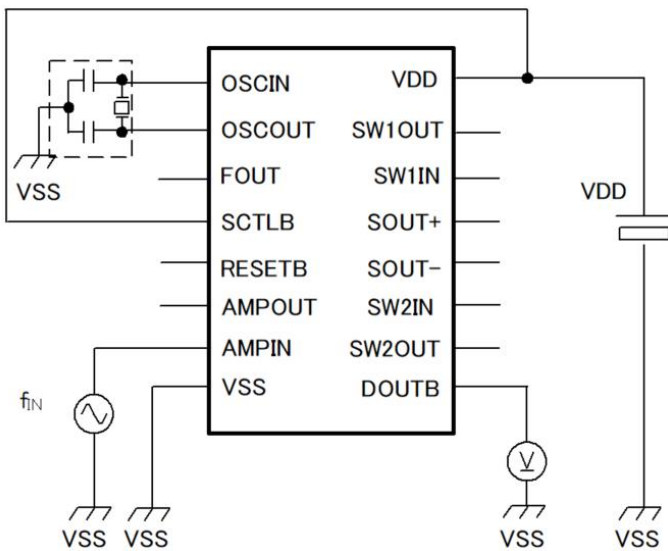 OSCIN
OSCOUT
FOUT
SCTLB
RESETB
AMPOUT
AMPIN
VSS
VDD
SW1OUT
SW1IN
SOUT+
SOUT-
SW2IN
SW2OUT
DOUTB
VSS
VDD
fIN
V
VSS
VSS
VSS
VSS